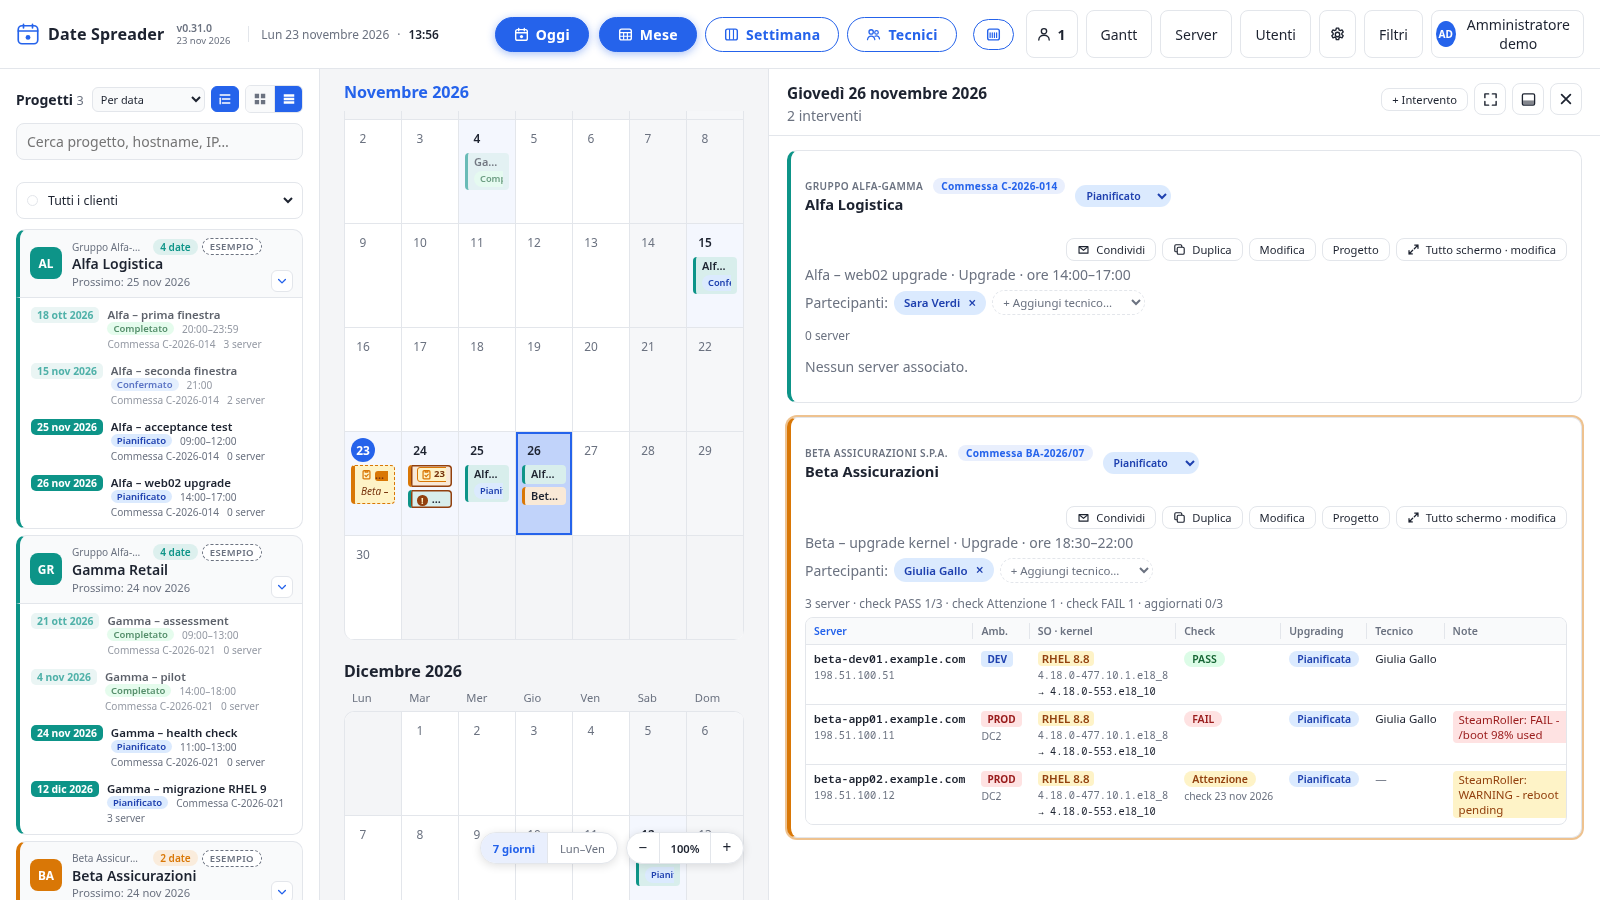 Date Spreader
v0.31.0
23 nov 2026
Lun 23 novembre 2026 · 13:56
Oggi
Mese
Settimana
Tecnici
1
Gantt
Server
Utenti
Filtri
AD
Amministratore demo
Progetti 3
Per data
Cerca progetto, hostname, IP...
Tutti i clienti
AL
Gruppo Alfa-...
4 date
ESEMPIO
Alfa Logistica
Prossimo: 25 nov 2026
18 ott 2026
Alfa – prima finestra
Completato 20:00–23:59
Commessa C-2026-014 3 server
15 nov 2026
Alfa – seconda finestra
Confermato 21:00
Commessa C-2026-014 2 server
25 nov 2026
Alfa – acceptance test
Pianificato 09:00–12:00
Commessa C-2026-014 0 server
26 nov 2026
Alfa – web02 upgrade
Pianificato 14:00–17:00
Commessa C-2026-014 0 server
GR
Gruppo Alfa-...
4 date
ESEMPIO
Gamma Retail
Prossimo: 24 nov 2026
21 ott 2026
Gamma – assessment
Completato 09:00–13:00
Commessa C-2026-021 0 server
4 nov 2026
Gamma – pilot
Completato 14:00–18:00
Commessa C-2026-021 0 server
24 nov 2026
Gamma – health check
Pianificato 11:00–13:00
Commessa C-2026-021 0 server
12 dic 2026
Gamma – migrazione RHEL 9
Pianificato Commessa C-2026-021
3 server
BA
Beta Assicur...
2 date
ESEMPIO
Beta Assicurazioni
Prossimo: 24 nov 2026
Novembre 2026
2 3 4 5 6 7 8
Ga...
Comp
9 10 11 12 13 14 15
Alf...
Confe
16 17 18 19 20 21 22
23 24 25 26 27 28 29
... 23 Alf... Alf...
Beta – ! ... Piani Bet...
30
Dicembre 2026
Lun Mar Mer Gio Ven Sab Dom
1 2 3 4 5 6
7 8 9 10 11 12 13
Piani
7 giorni
Lun–Ven
− 100% +
Giovedì 26 novembre 2026
2 interventi
+ Intervento
GRUPPO ALFA-GAMMA
Commessa C-2026-014
Pianificato
Alfa Logistica
Condividi
Duplica
Modifica
Progetto
Tutto schermo · modifica
Alfa – web02 upgrade · Upgrade · ore 14:00–17:00
Partecipanti: Sara Verdi × + Aggiungi tecnico...
0 server
Nessun server associato.
BETA ASSICURAZIONI S.P.A.
Commessa BA-2026/07
Pianificato
Beta Assicurazioni
Condividi
Duplica
Modifica
Progetto
Tutto schermo · modifica
Beta – upgrade kernel · Upgrade · ore 18:30–22:00
Partecipanti: Giulia Gallo × + Aggiungi tecnico...
3 server · check PASS 1/3 · check Attenzione 1 · check FAIL 1 · aggiornati 0/3
Server Amb. SO · kernel Check Upgrading Tecnico Note
beta-dev01.example.com DEV RHEL 8.8 PASS Pianificata Giulia Gallo
198.51.100.51 4.18.0-477.10.1.el8_8
→ 4.18.0-553.el8_10
beta-app01.example.com PROD RHEL 8.8 FAIL Pianificata Giulia Gallo SteamRoller: FAIL -
198.51.100.11 DC2 4.18.0-477.10.1.el8_8 /boot 98% used
→ 4.18.0-553.el8_10
beta-app02.example.com PROD RHEL 8.8 Attenzione Pianificata — SteamRoller:
198.51.100.12 DC2 4.18.0-477.10.1.el8_8 check 23 nov 2026 WARNING - reboot
→ 4.18.0-553.el8_10 pending